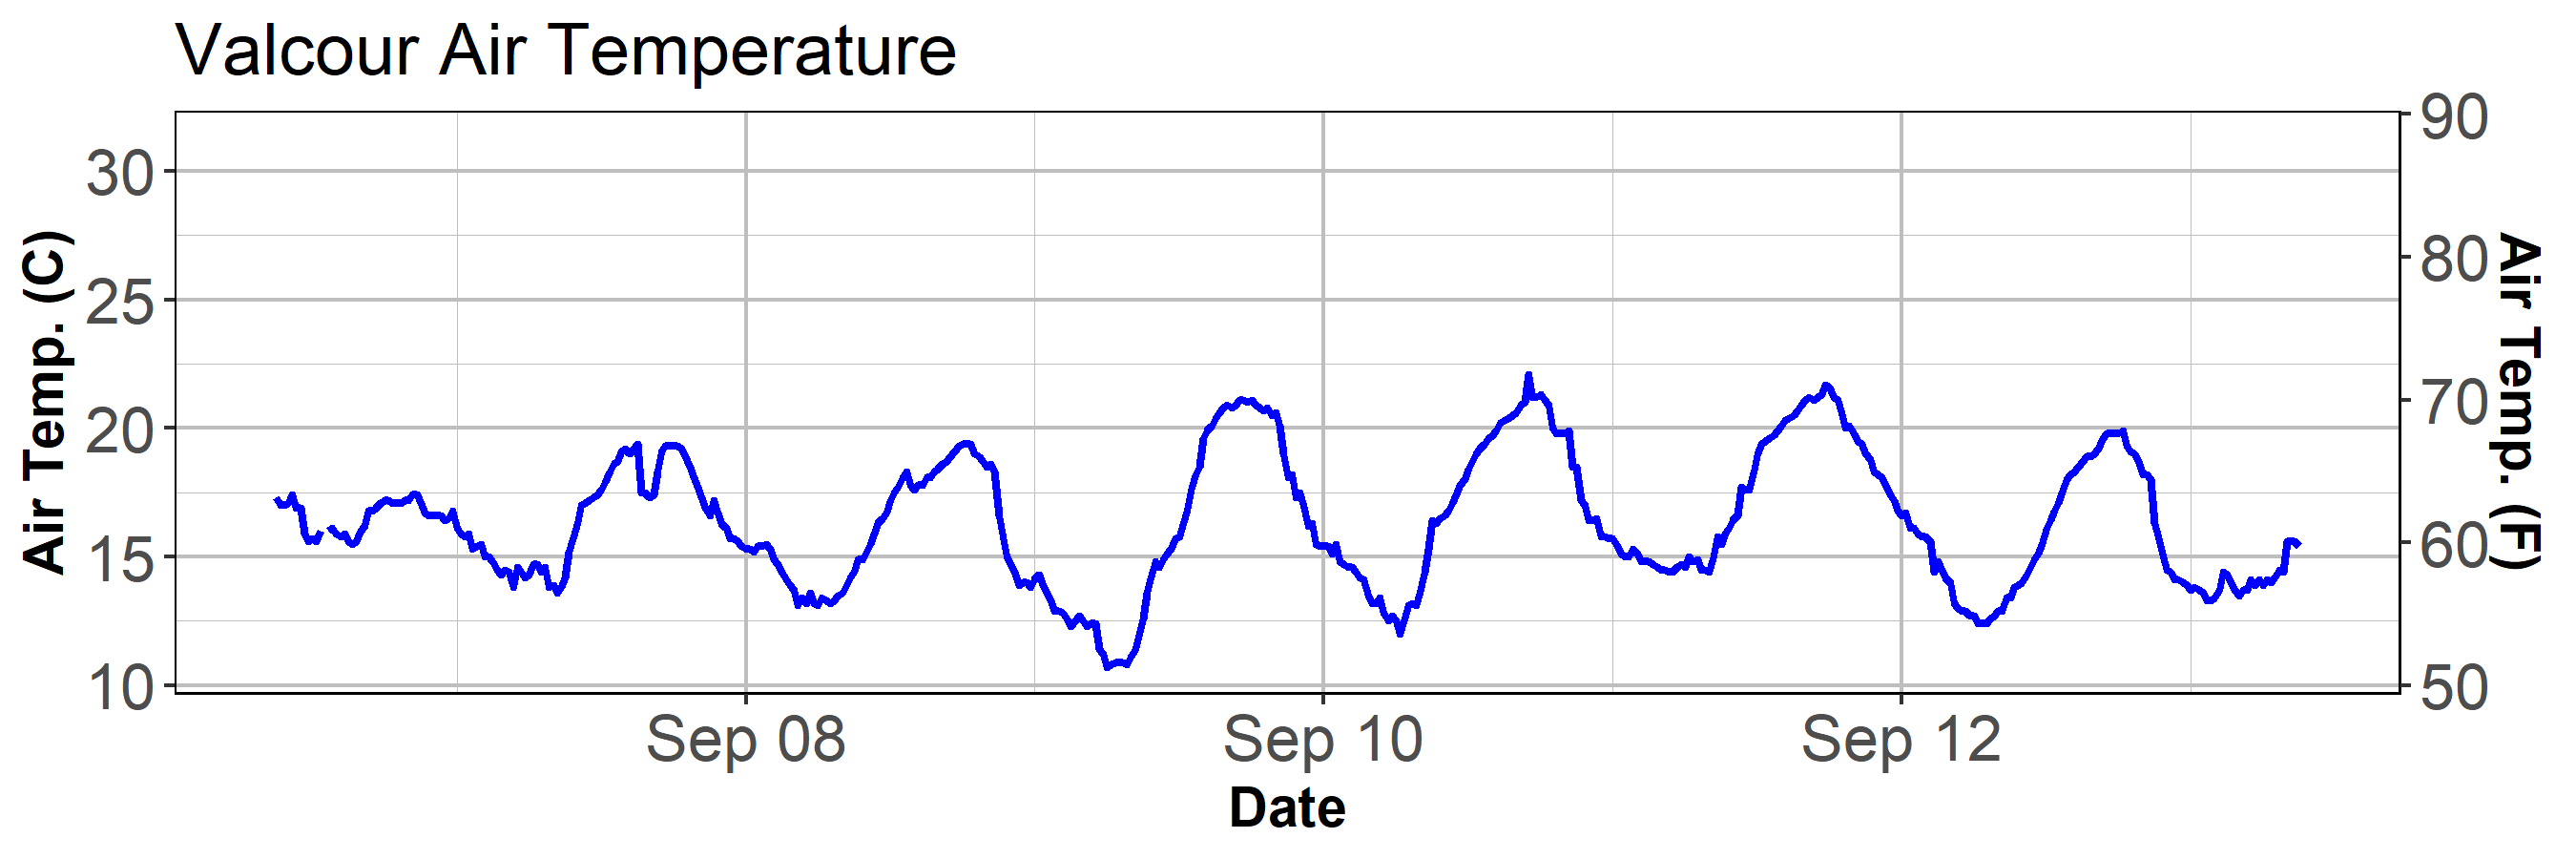 Valcour Air Temperature
90
30
80
25
70
20
60
15
50
10
Air Temp. (C)
Air Temp. (F)
Sep 08
Sep 10
Sep 12
Date